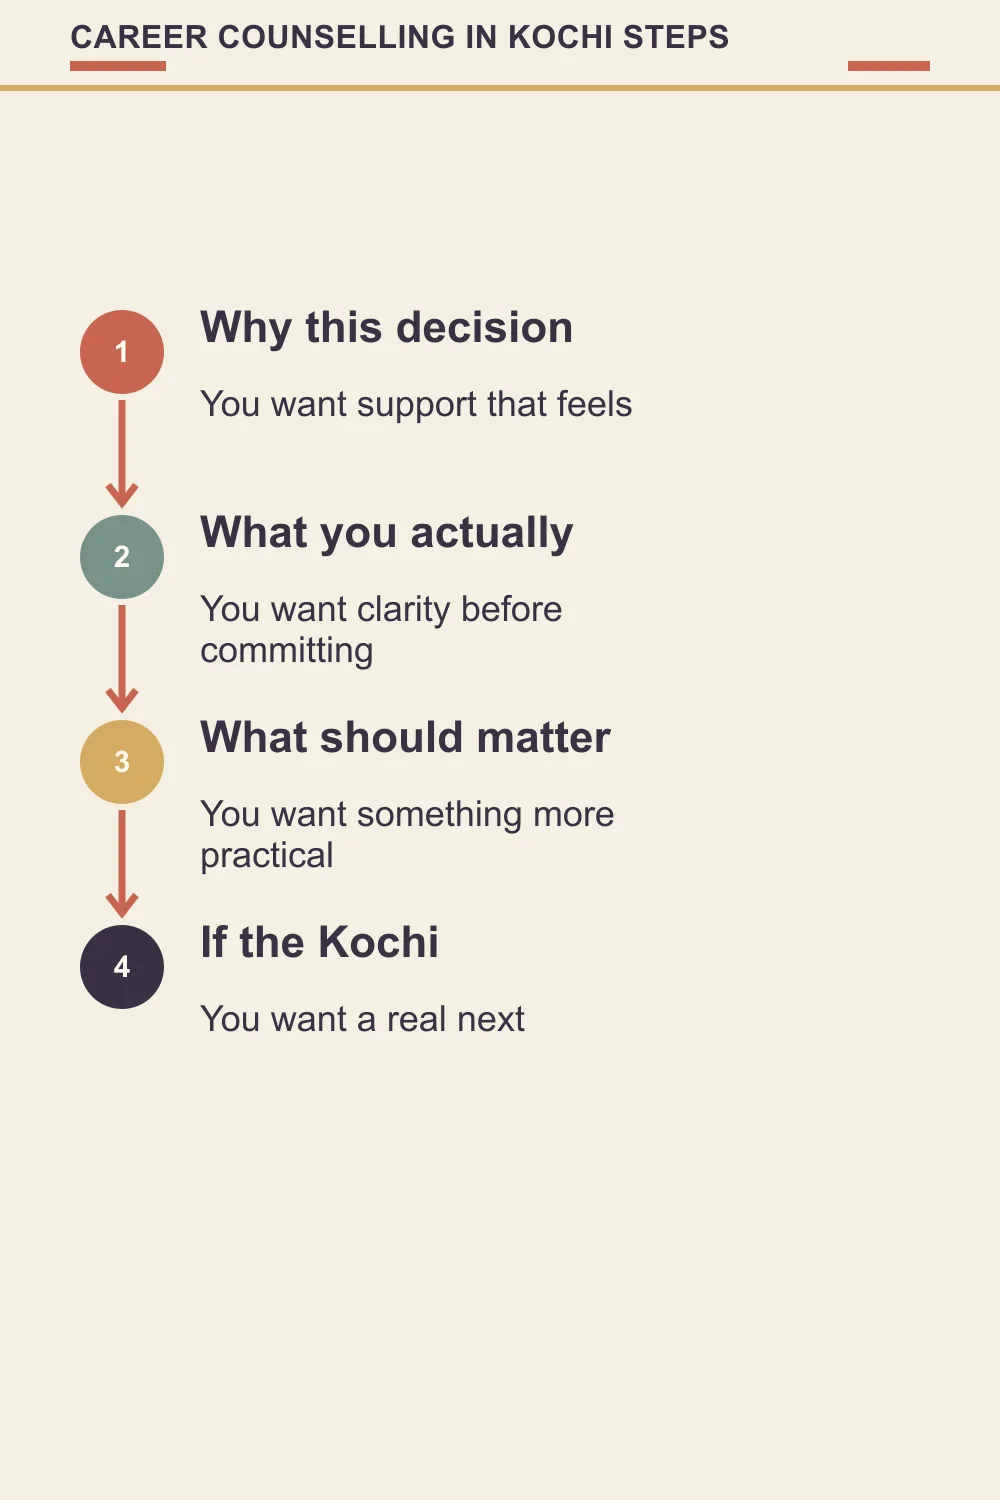 CAREER COUNSELLING IN KOCHI STEPS
1
Why this decision
You want support that feels
2
What you actually
You want clarity before
committing
3
What should matter
You want something more
practical
4
If the Kochi
You want a real next